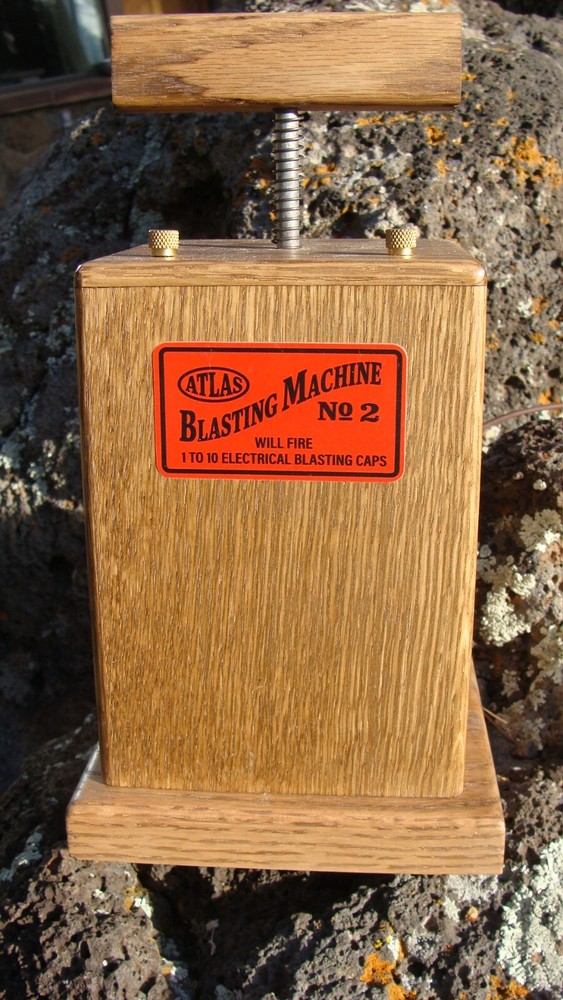 ATLAS
BLASTING MACHINE
No 2
WILL FIRE
1 TO 10 ELECTRICAL BLASTING CAPS